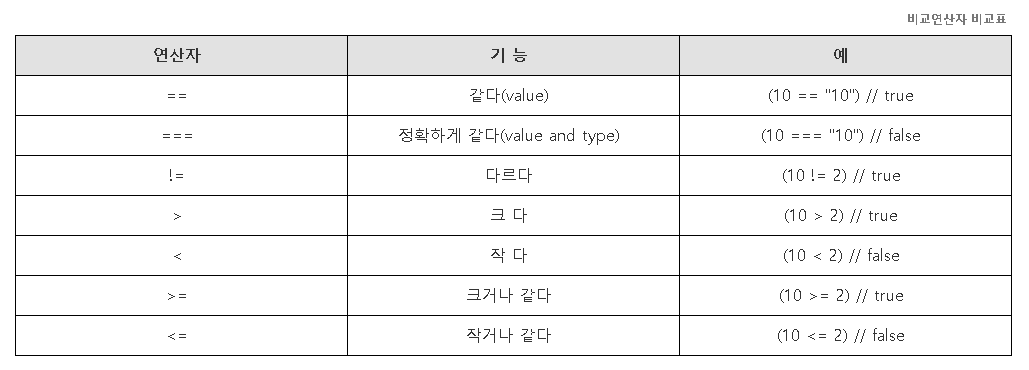 비교연산자 비교표
연산자 기 능 예
== 같다(value) (10 == "10") // true
=== 정확하게 같다(value and type) (10 === "10") // false
!= 다르다 (10 != 2) // true
> 크 다 (10 > 2) // true
< 작 다 (10 < 2) // false
>= 크거나 같다 (10 >= 2) // true
<= 작거나 같다 (10 <= 2) // false